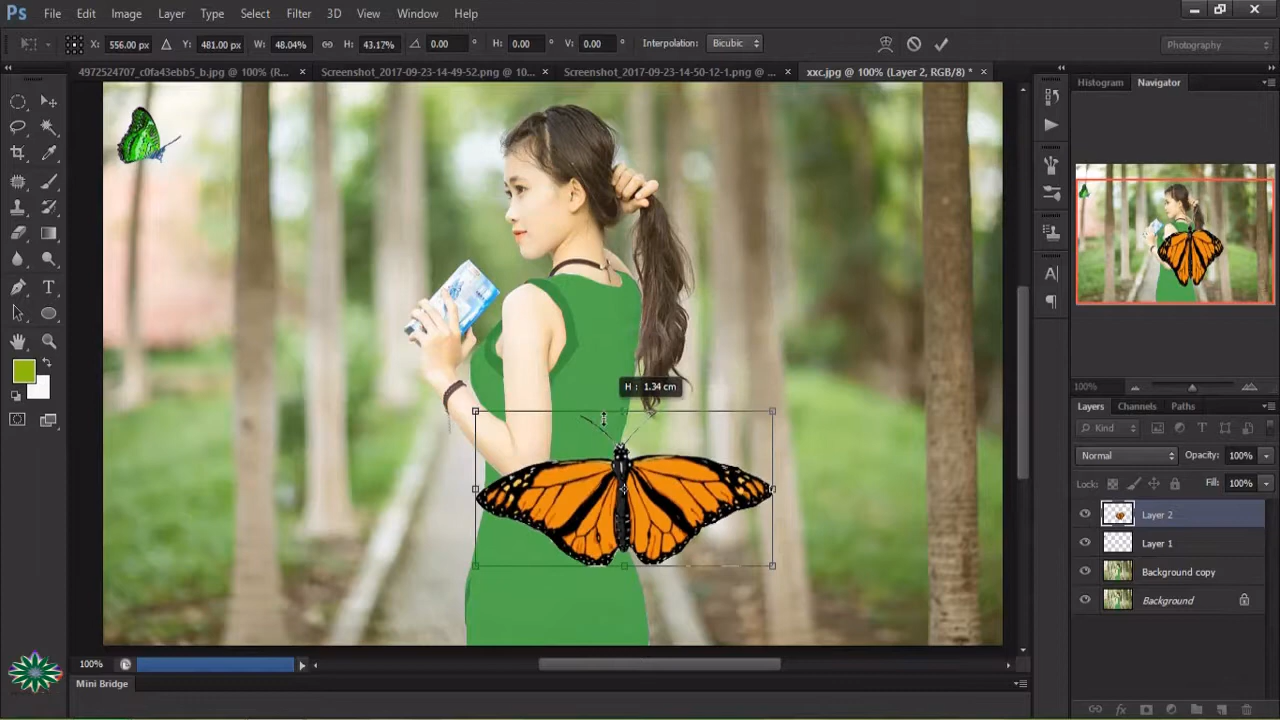 Ps File Edit Image Layer Type Select Filter 3D View Window Help
X: 556.00 px Y: 481.00 px W: 48.04% H: 43.17% 0.00 ° H: 0.00 ° V: 0.00 ° Interpolation: Bicubic Photography
4972524707_c0fa43ebb5_b.jpg @ 100% (R... × Screenshot_2017-09-23-14-49-52.png @ 10... × Screenshot_2017-09-23-14-50-12-1.png @ ... × xxc.jpg @ 100% (Layer 2, RGB/8) * ×
Histogram Navigator
H : 1.34 cm
100%
Layers Channels Paths
Kind
Normal Opacity: 100%
Lock: Fill: 100%
Layer 2
Layer 1
Background copy
Background
100%
Mini Bridge